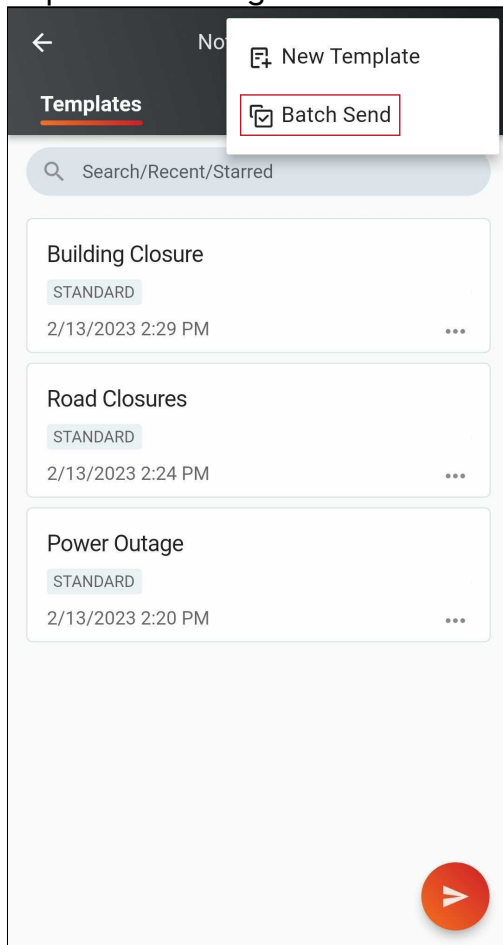 No
New Template
Templates
Batch Send
Search/Recent/Starred
Building Closure
STANDARD
2/13/2023 2:29 PM
Road Closures
STANDARD
2/13/2023 2:24 PM
Power Outage
STANDARD
2/13/2023 2:20 PM